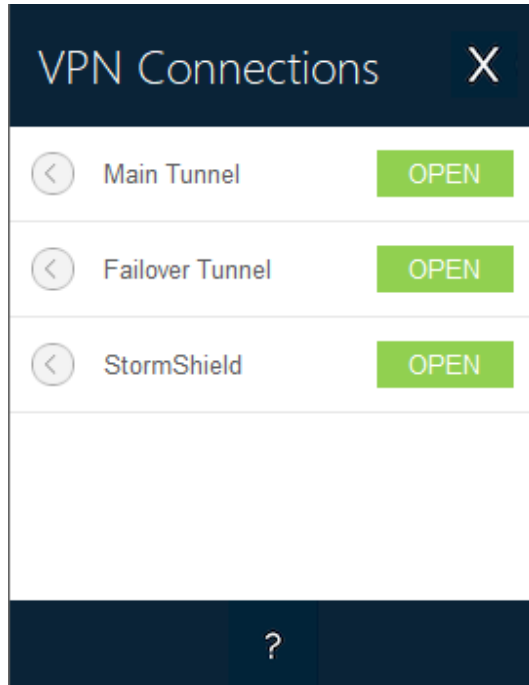 VPN Connections X
Main Tunnel OPEN
Failover Tunnel OPEN
StormShield OPEN
?